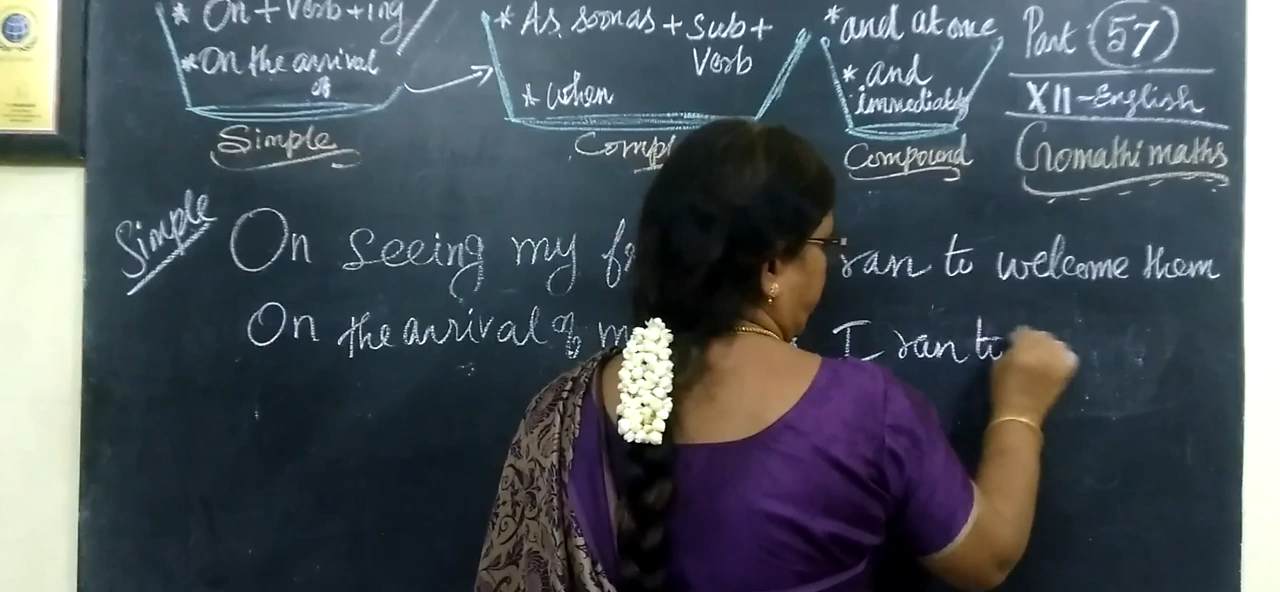 * On + Verb + ing
* On the arrival
of
Simple
* As soon as + Sub +
Verb
* when
* and at once
* and
immediately
Compound
Part 57
XII - English
Gomathi maths
Simple
On seeing my ran to welcome them
On the arrival of I ran to